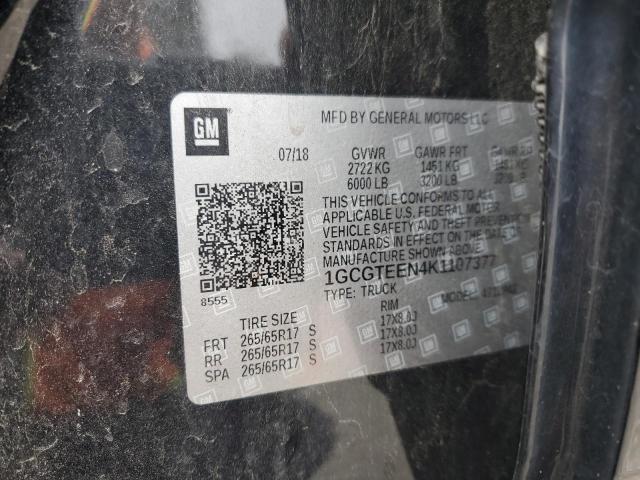 GM
MFD BY GENERAL MOTORS LLC
07/18 GVWR GAWR FRT GAWR RR
2722 KG 1451 KG
6000 LB 3200 LB
THIS VEHICLE CONFORMS TO ALL
APPLICABLE U.S. FEDERAL MOTOR
VEHICLE SAFETY AND THEFT PREVENTION
STANDARDS IN EFFECT ON THE DATE OF
MANUFACTURE SHOWN ABOVE.
1GCGTEEN4K1107377
8555
TYPE: TRUCK MODEL:
TIRE SIZE RIM
FRT 265/65R17 S 17X8.0J
RR 265/65R17 S 17X8.0J
SPA 265/65R17 S 17X8.0J